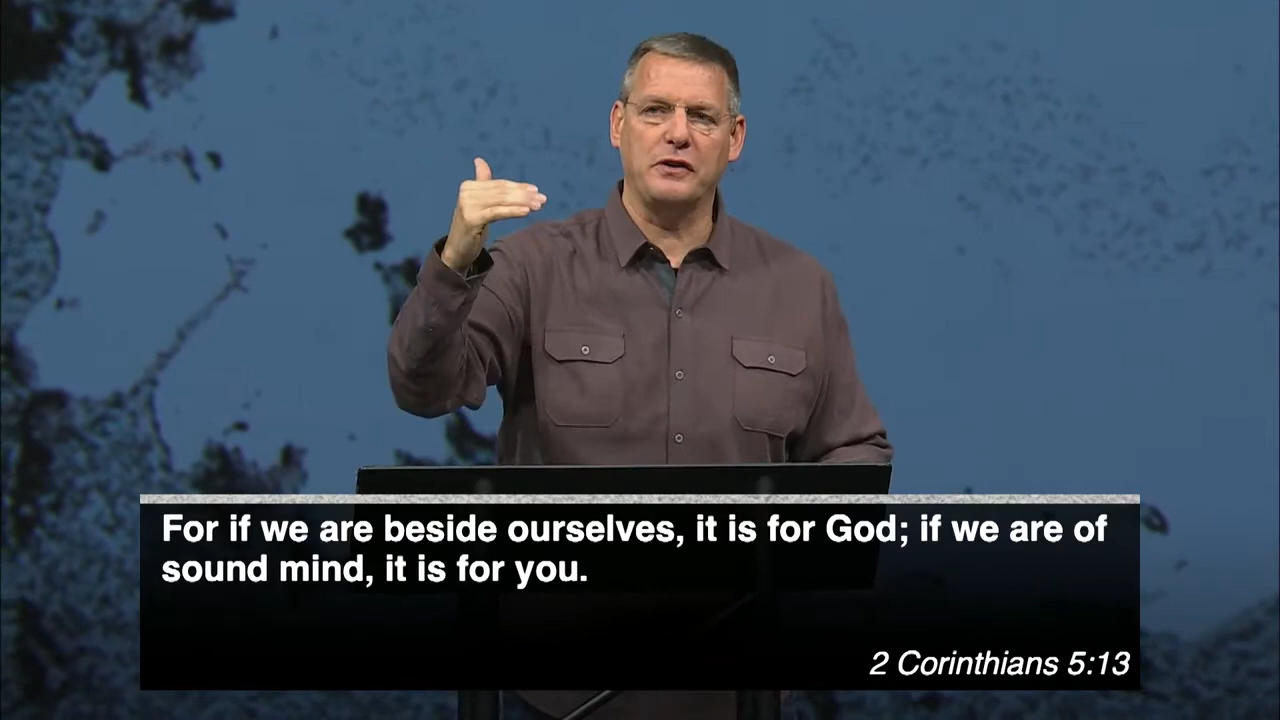 For if we are beside ourselves, it is for God; if we are of
sound mind, it is for you.
2 Corinthians 5:13